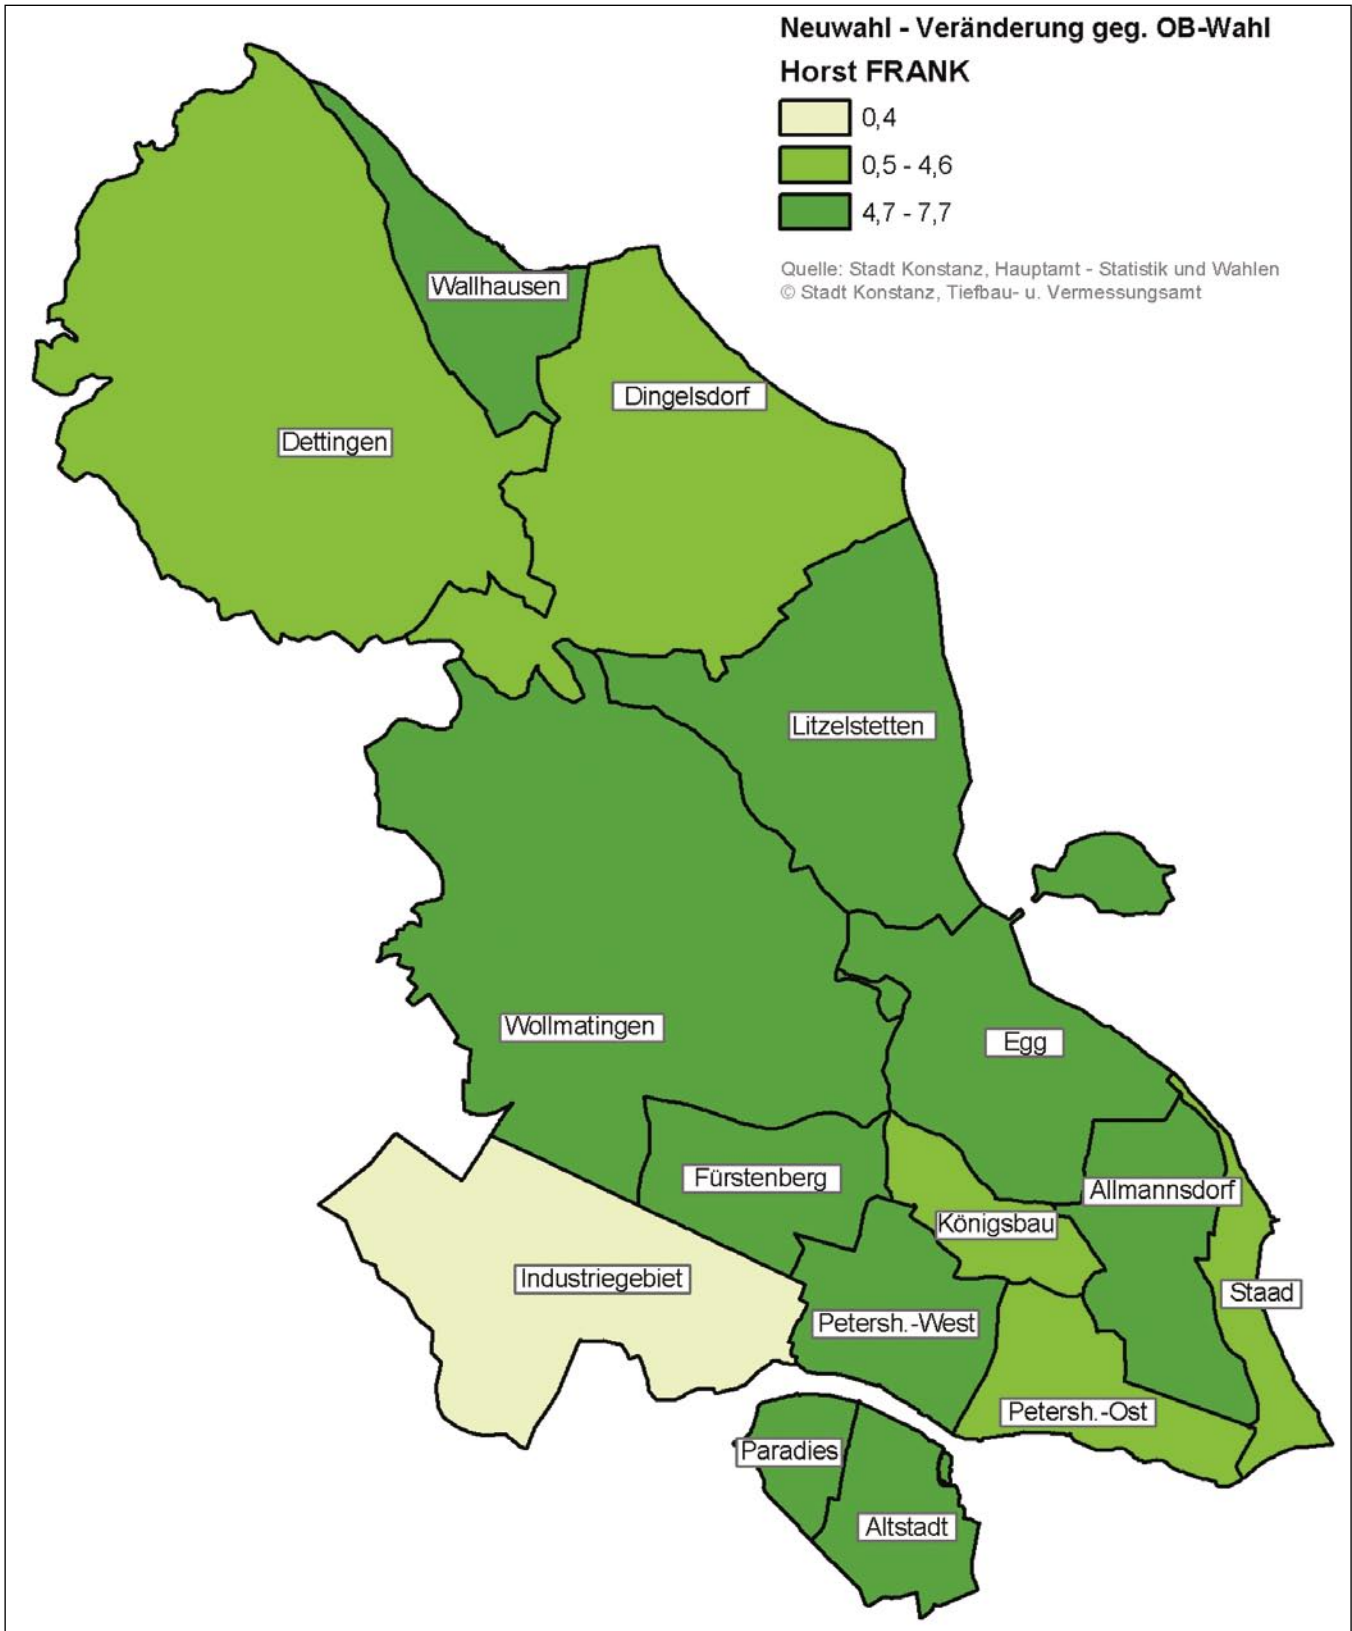 Neuwahl - Veränderung geg. OB-Wahl
Horst FRANK
0,4
0,5 - 4,6
4,7 - 7,7
Quelle: Stadt Konstanz, Hauptamt - Statistik und Wahlen
© Stadt Konstanz, Tiefbau- u. Vermessungsamt
Wallhausen
Dingelsdorf
Dettingen
Litzelstetten
Wollmatingen
Egg
Fürstenberg
Allmannsdorf
Königsbau
Industriegebiet
Staad
Petersh.-West
Petersh.-Ost
Paradies
Altstadt